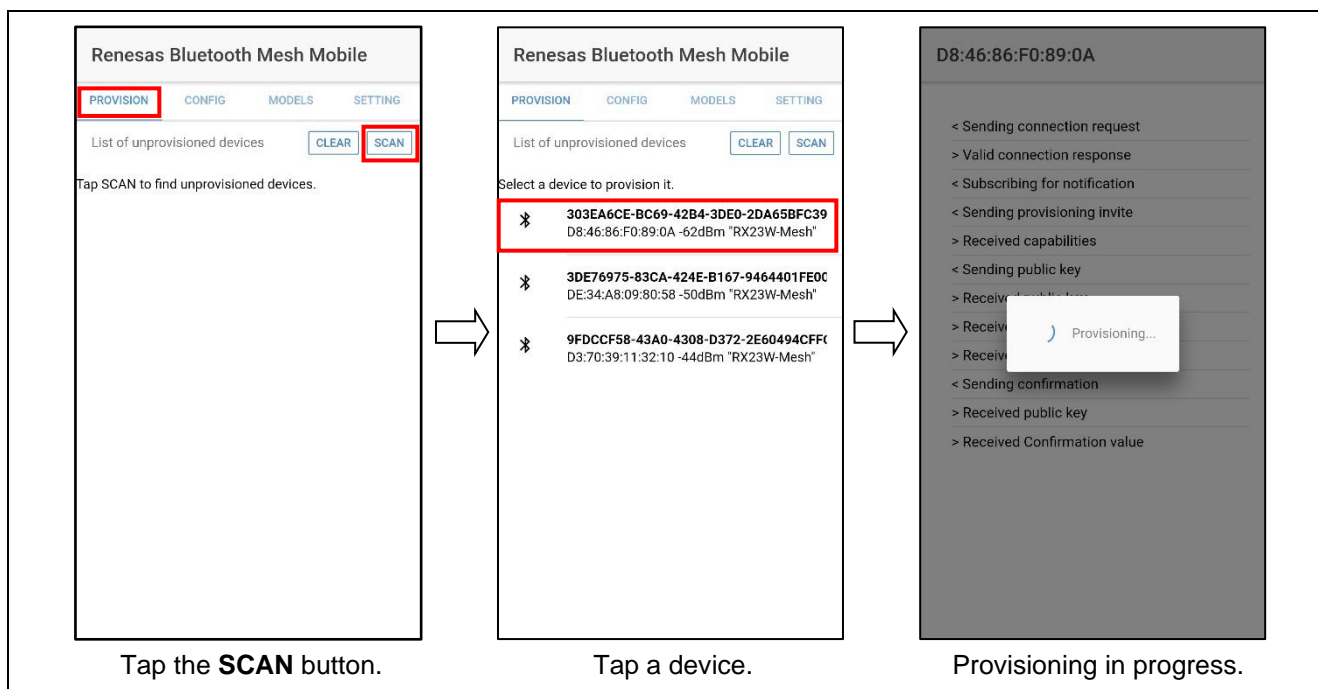 Renesas Bluetooth Mesh Mobile
PROVISION CONFIG MODELS SETTING
List of unprovisioned devices CLEAR SCAN
Tap SCAN to find unprovisioned devices.
Tap the SCAN button.
Renesas Bluetooth Mesh Mobile
PROVISION CONFIG MODELS SETTING
List of unprovisioned devices CLEAR SCAN
Select a device to provision it.
303EA6CE-BC69-42B4-3DE0-2DA65BFC39
D8:46:86:F0:89:0A -62dBm "RX23W-Mesh"
3DE76975-83CA-424E-B167-9464401FE00
DE:34:A8:09:80:58 -50dBm "RX23W-Mesh"
9FDCCF58-43A0-4308-D372-2E60494CFF
D3:70:39:11:32:10 -44dBm "RX23W-Mesh"
Tap a device.
D8:46:86:F0:89:0A
< Sending connection request
> Valid connection response
< Subscribing for notification
< Sending provisioning invite
> Received capabilities
< Sending public key
> Receiv
> Receiv
> Receiv
Provisioning...
< Sending confirmation
> Received public key
> Received Confirmation value
Provisioning in progress.